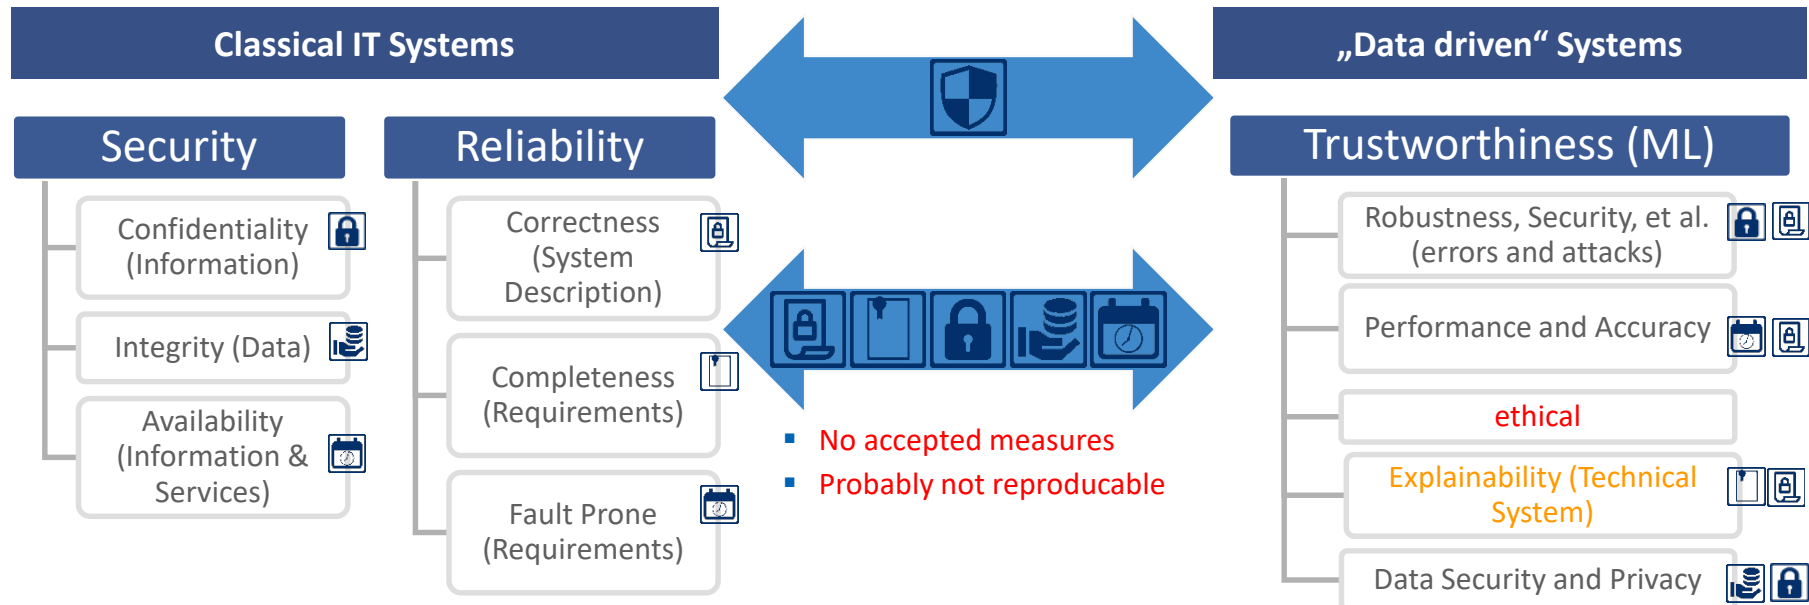 Classical IT Systems
„Data driven“ Systems
Security
Reliability
Trustworthiness (ML)
Confidentiality
(Information)
Integrity (Data)
Availability
(Information &
Services)
Correctness
(System
Description)
Completeness
(Requirements)
Fault Prone
(Requirements)
No accepted measures
Probably not reproducable
Robustness, Security, et al.
(errors and attacks)
Performance and Accuracy
ethical
Explainability (Technical
System)
Data Security and Privacy